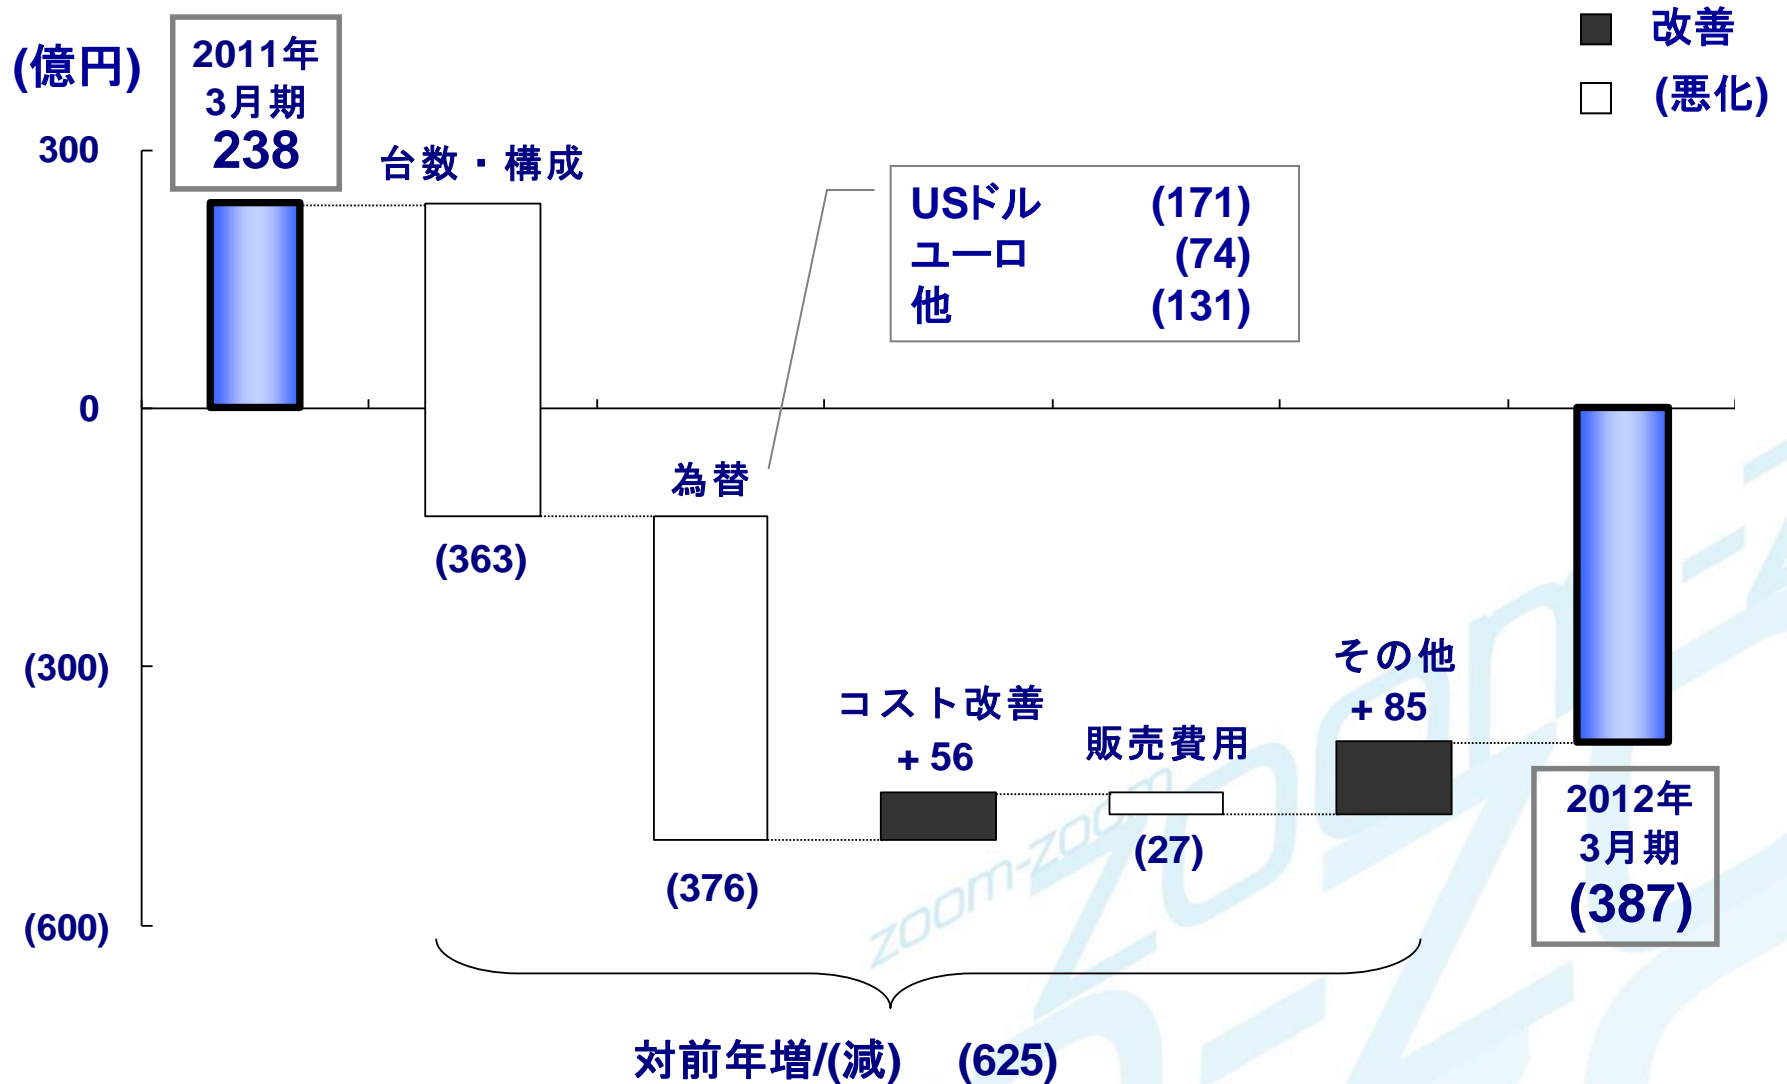 (億円)
2011年
3月期
238
改善
(悪化)
300
0
(300)
(600)
台数・構成
(363)
USドル (171)
ユーロ (74)
他 (131)
為替
(376)
コスト改善
+ 56
販売費用
(27)
その他
+ 85
2012年
3月期
(387)
対前年増/(減) (625)
zoom-zoom